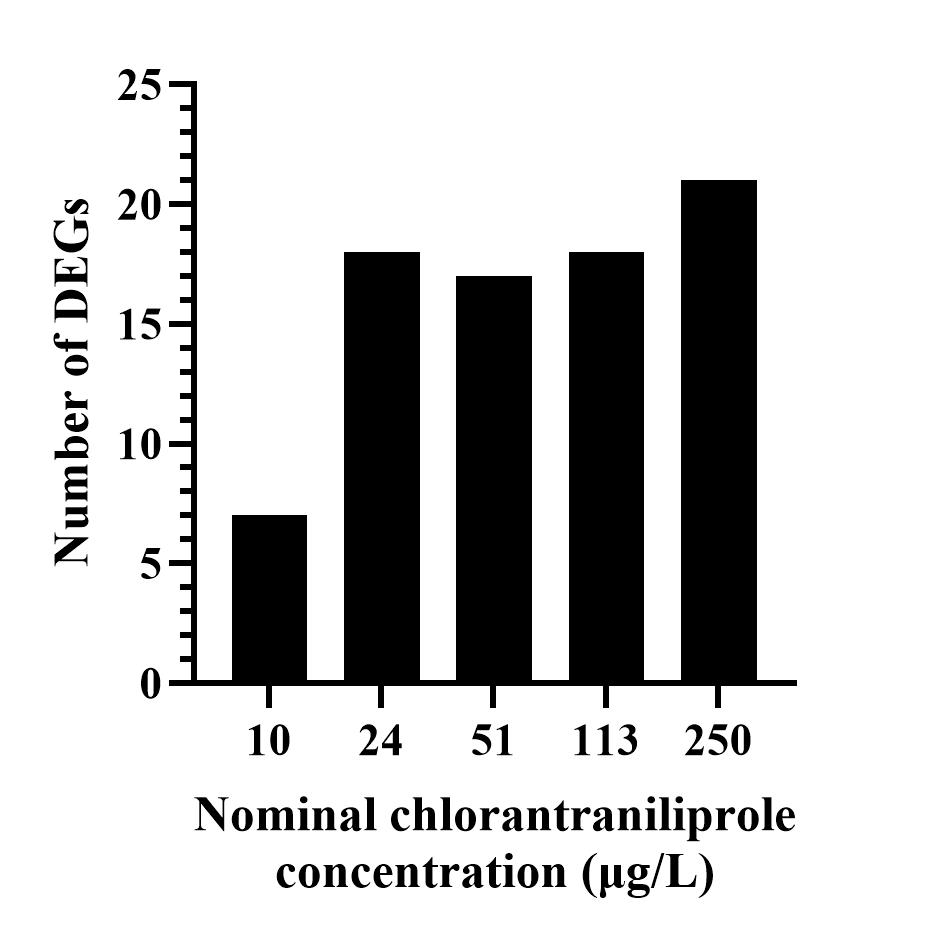 25
20
15
10
5
0
Number of DEGs
10 24 51 113 250
Nominal chlorantraniliprole
concentration (µg/L)